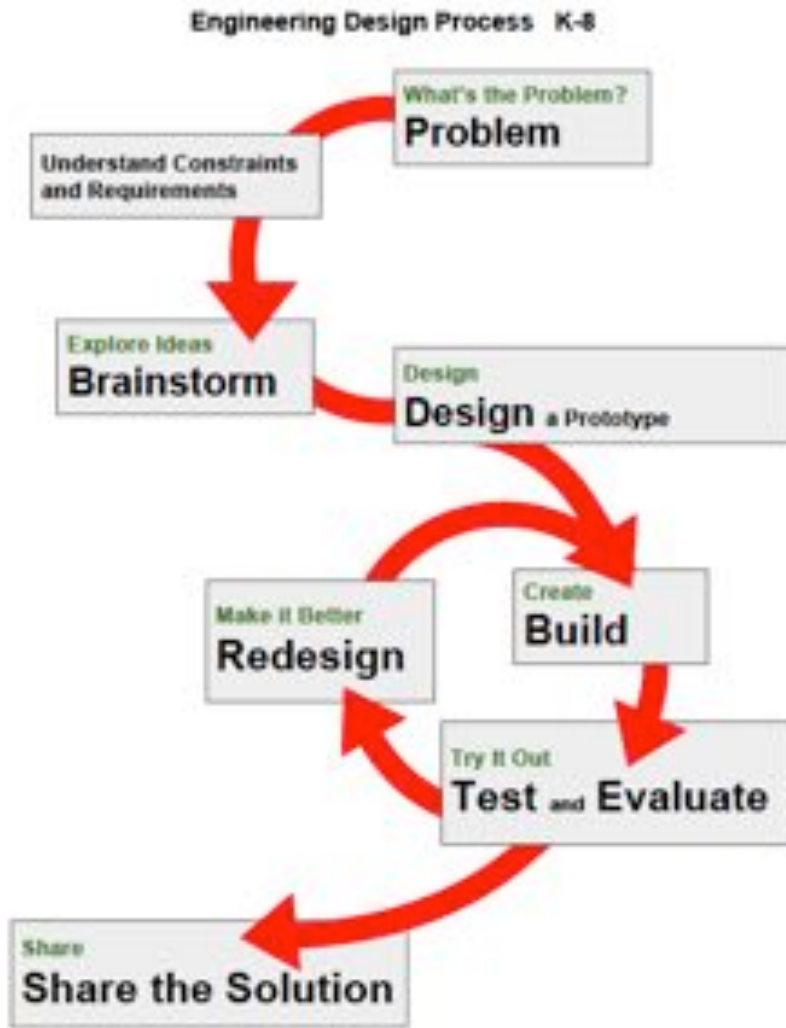 Engineering Design Process K-8
What's the Problem?
Problem
Understand Constraints
and Requirements
Explore Ideas
Brainstorm
Design
Design a Prototype
Make it Better
Redesign
Create
Build
Try It Out
Test and Evaluate
Share
Share the Solution